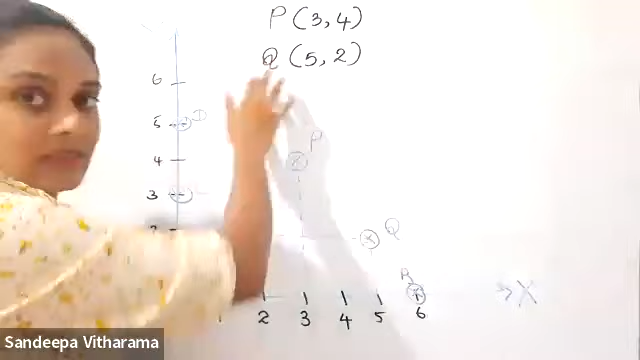 P (3, 4)
Q (5, 2)
6
5
4
P
3
Q
2 3 4 5 6
X
Sandeepa Vitharama